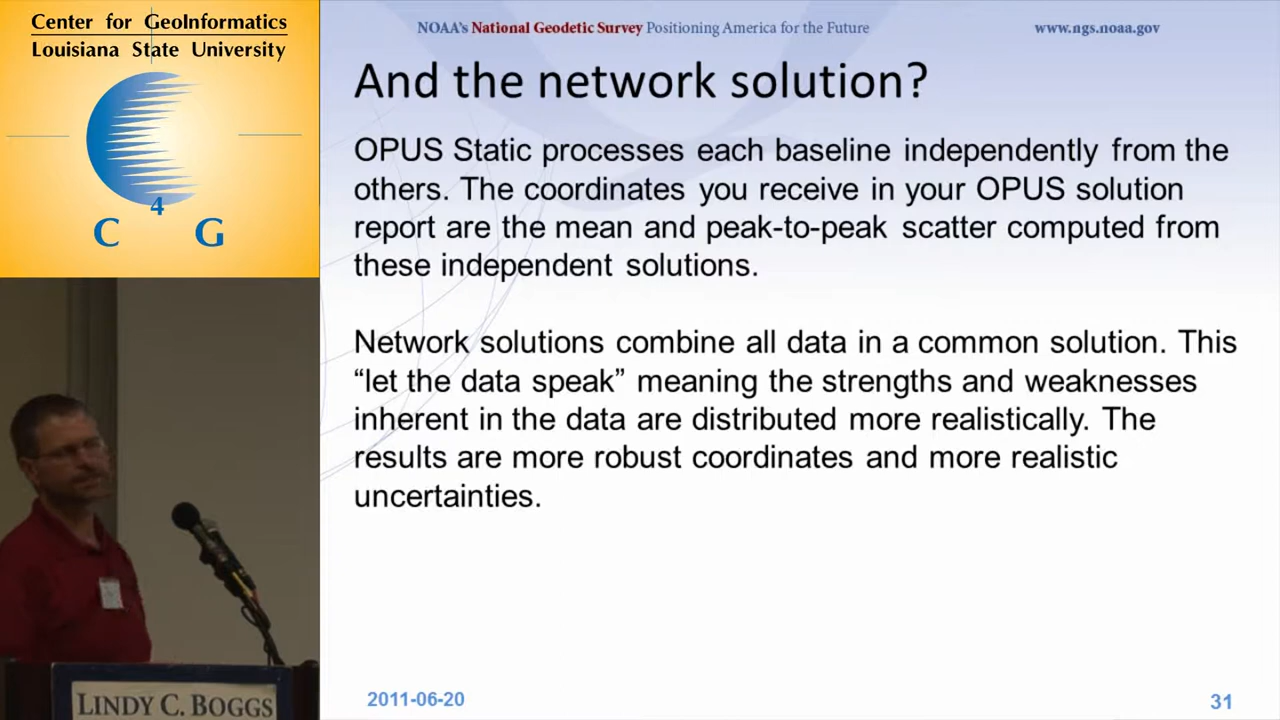 Center for GeoInformatics
Louisiana State University
C 4 G
NOAA's National Geodetic Survey Positioning America for the Future
www.ngs.noaa.gov
And the network solution?
OPUS Static processes each baseline independently from the
others. The coordinates you receive in your OPUS solution
report are the mean and peak-to-peak scatter computed from
these independent solutions.
Network solutions combine all data in a common solution. This
“let the data speak” meaning the strengths and weaknesses
inherent in the data are distributed more realistically. The
results are more robust coordinates and more realistic
uncertainties.
LINDY C. BOGGS
2011-06-20
31